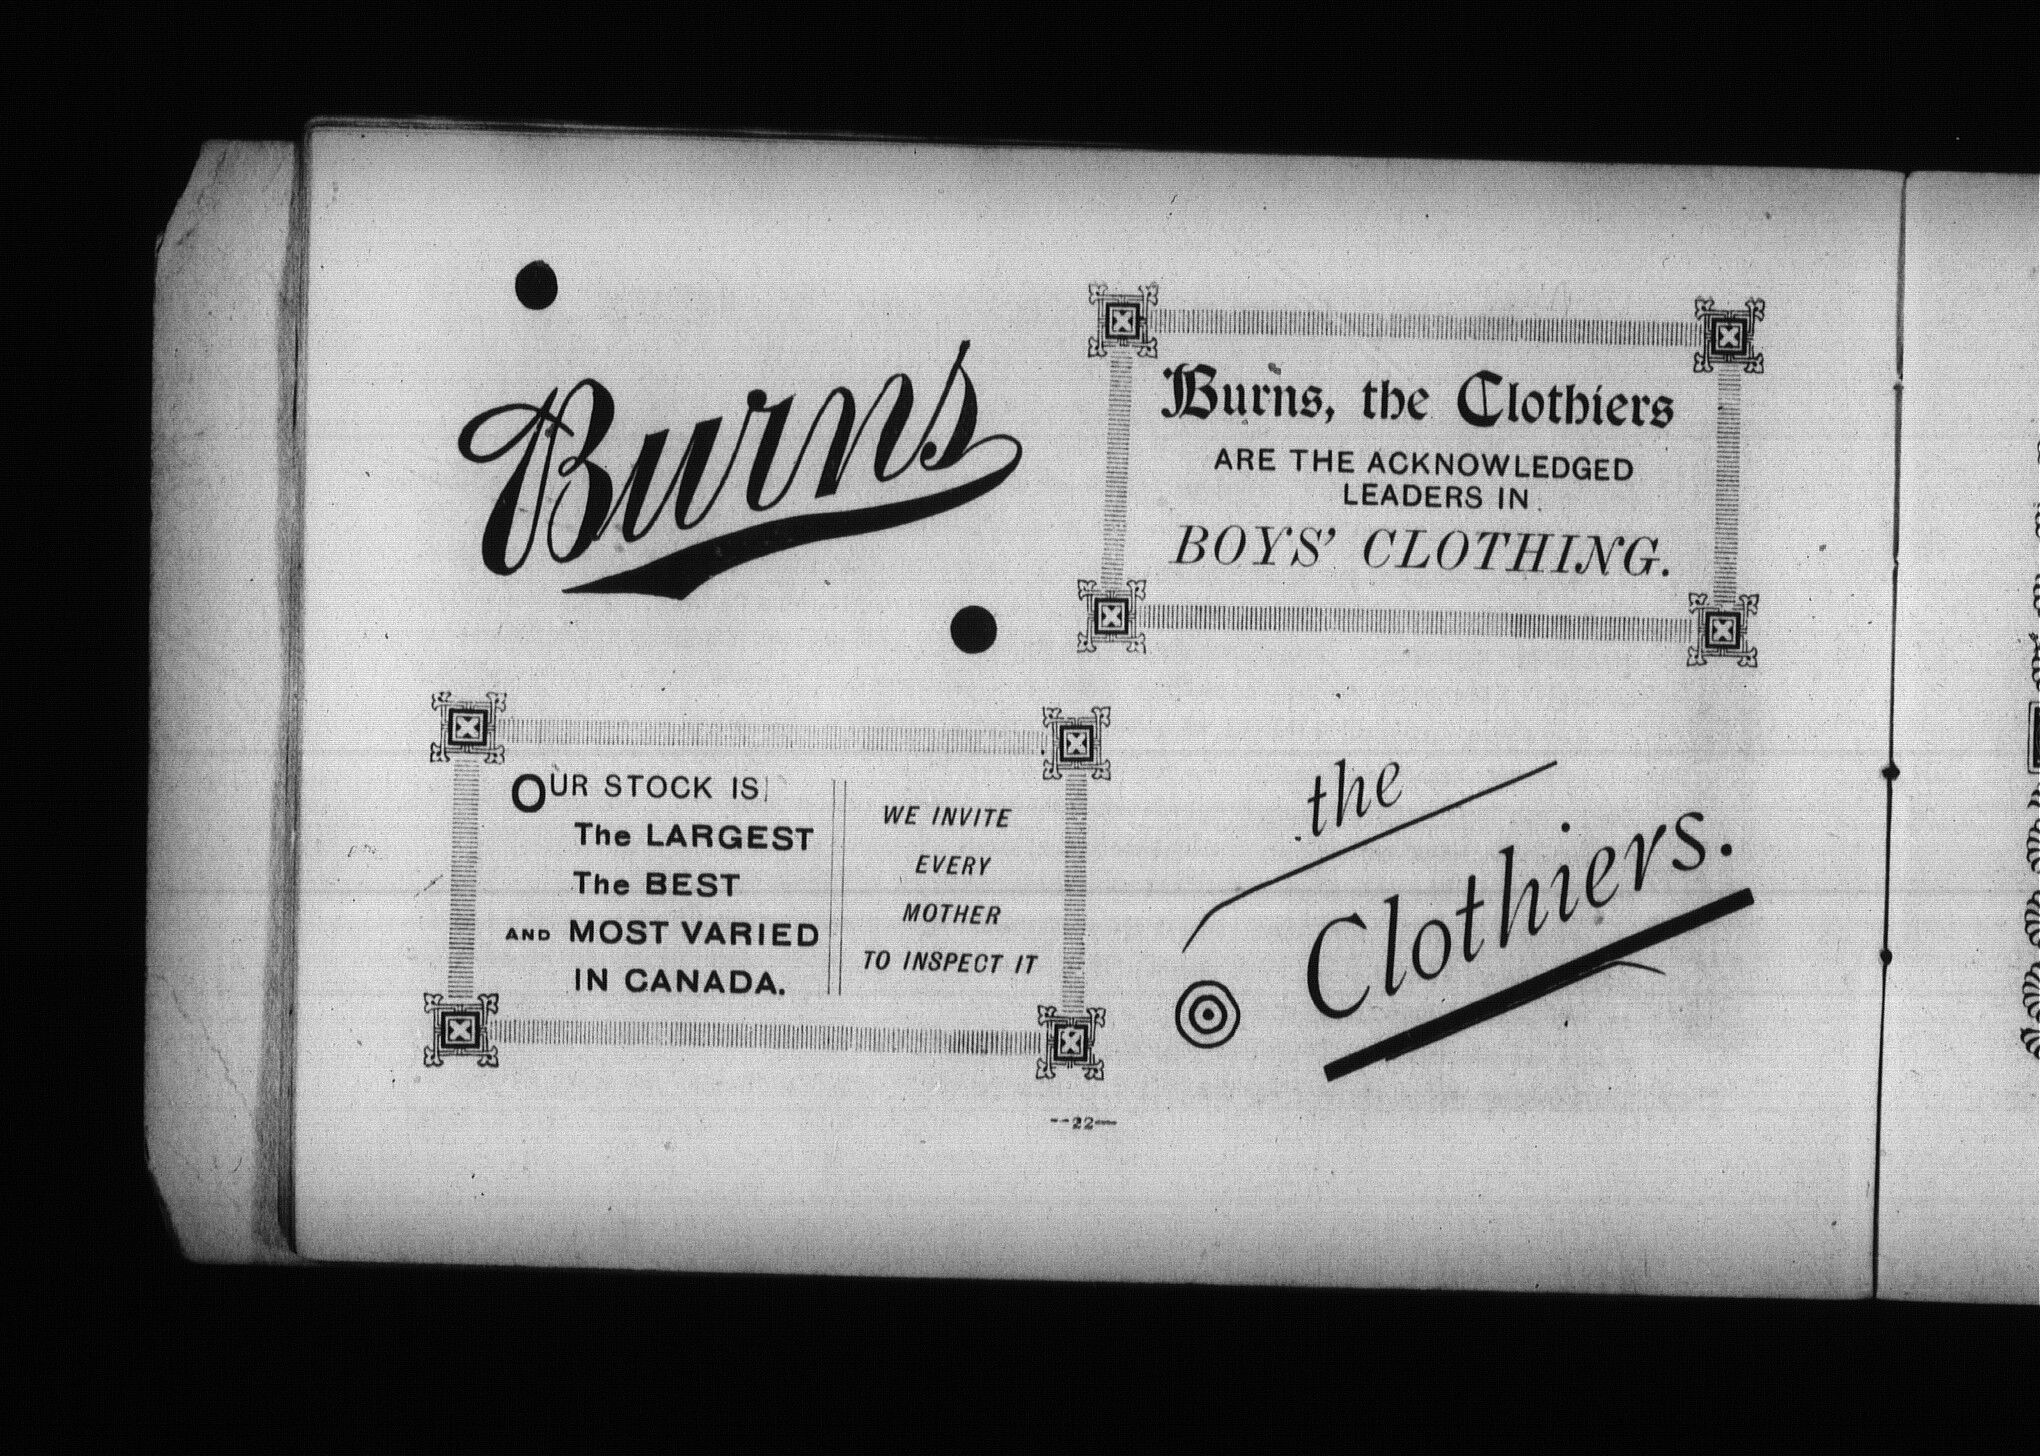 Burns
Burns, the Clothiers
ARE THE ACKNOWLEDGED
LEADERS IN
BOYS' CLOTHING.
OUR STOCK IS
The LARGEST
The BEST
AND MOST VARIED
IN CANADA.
WE INVITE
EVERY
MOTHER
TO INSPECT IT
the
Clothiers.
--22—